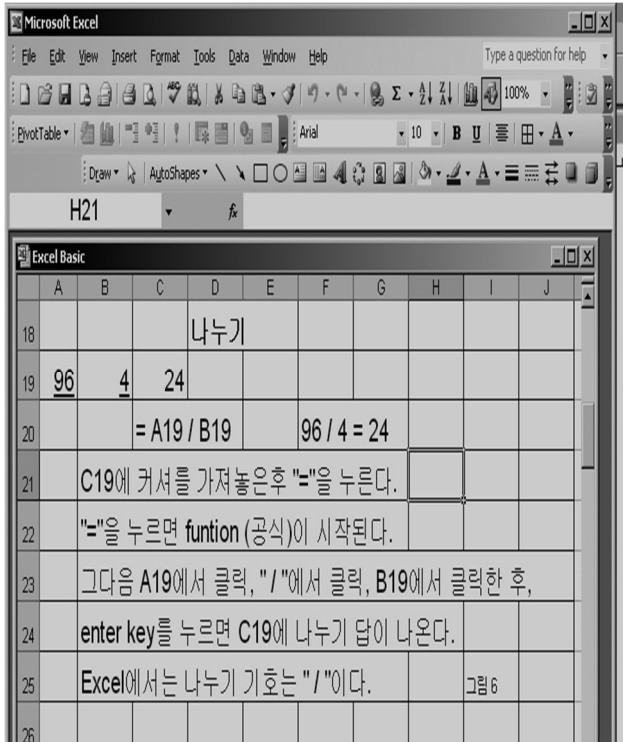 Microsoft Excel
File Edit View Insert Format Tools Data Window Help Type a question for help
100%
PivotTable Arial 10 B U A
Draw AutoShapes A
H21 fx
Excel Basic
A B C D E F G H I J
18 나누기
19 96 4 24
20 = A19 / B19 96 / 4 = 24
21 C19에 커셔를 가져놓은후 "="을 누른다.
22 "="을 누르면 funtion (공식)이 시작된다.
23 그다음 A19에서 클릭, " / "에서 클릭, B19에서 클릭한 후,
24 enter key를 누르면 C19에 나누기 답이 나온다.
25 Excel에서는 나누기 기호는 " / "이다. 그림 6
26